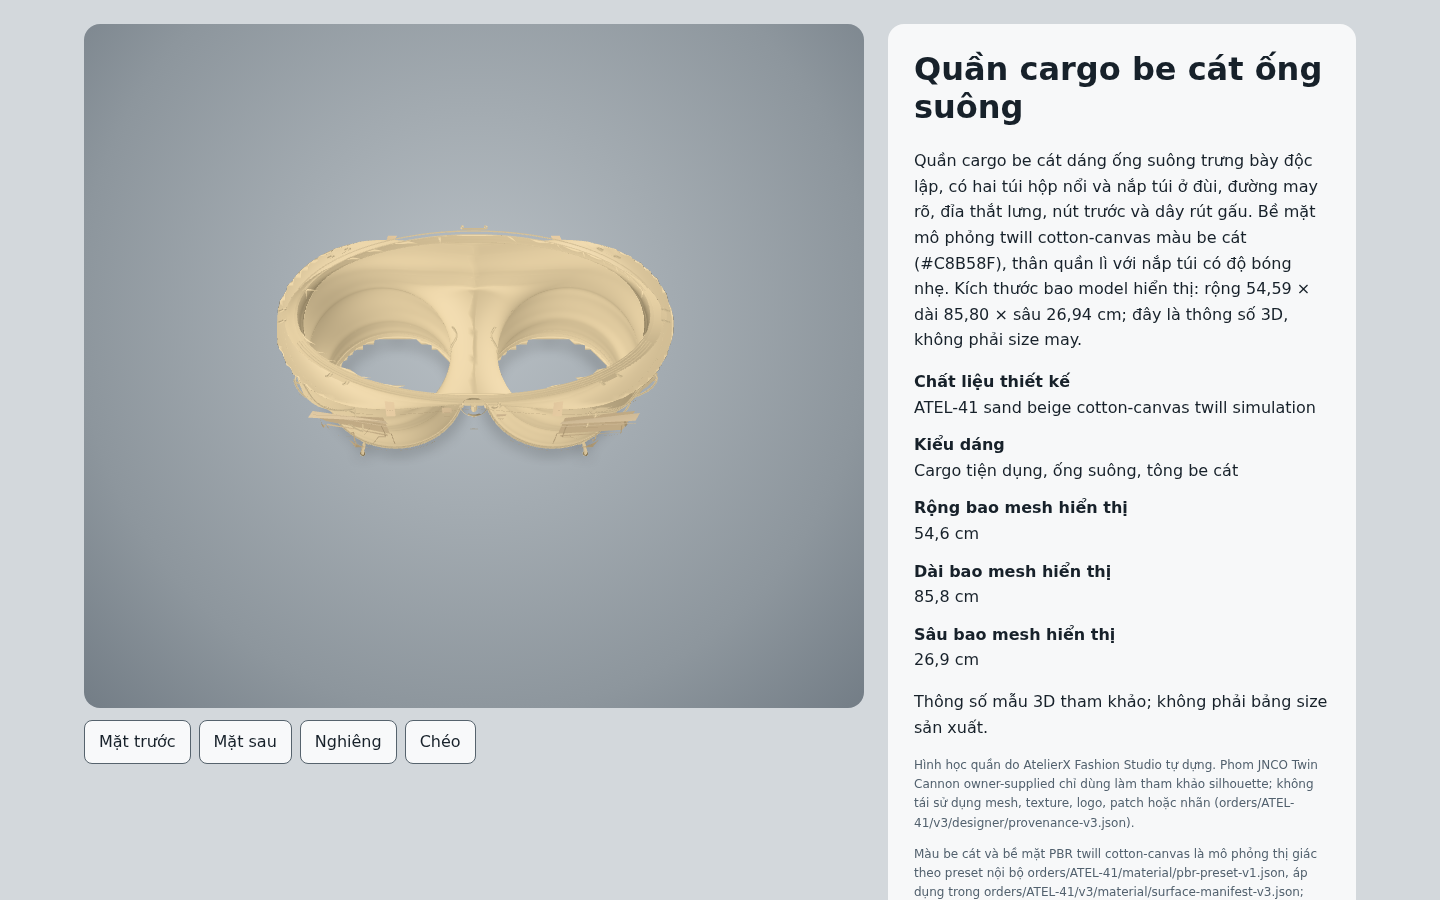 Quần cargo be cát ống
suông
Quần cargo be cát dáng ống suông trưng bày độc
lập, có hai túi hộp nổi và nắp túi ở đùi, đường may
rõ, đỉa thắt lưng, nút trước và dây rút gấu. Bề mặt
mô phỏng twill cotton-canvas màu be cát
(#C8B58F), thân quần lì với nắp túi có độ bóng
nhẹ. Kích thước bao model hiển thị: rộng 54,59 ×
dài 85,80 × sâu 26,94 cm; đây là thông số 3D,
không phải size may.
Chất liệu thiết kế
ATEL-41 sand beige cotton-canvas twill simulation
Kiểu dáng
Cargo tiện dụng, ống suông, tông be cát
Rộng bao mesh hiển thị
54,6 cm
Dài bao mesh hiển thị
85,8 cm
Sâu bao mesh hiển thị
26,9 cm
Thông số mẫu 3D tham khảo; không phải bảng size
sản xuất.
Hình học quần do AtelierX Fashion Studio tự dựng. Phom JNCO Twin
Cannon owner-supplied chỉ dùng làm tham khảo silhouette; không
tái sử dụng mesh, texture, logo, patch hoặc nhãn (orders/ATEL-
41/v3/designer/provenance-v3.json).
Màu be cát và bề mặt PBR twill cotton-canvas là mô phỏng thị giác
theo preset nội bộ orders/ATEL-41/material/pbr-preset-v1.json, áp
dụng trong orders/ATEL-41/v3/material/surface-manifest-v3.json;
Mặt trước
Mặt sau
Nghiêng
Chéo